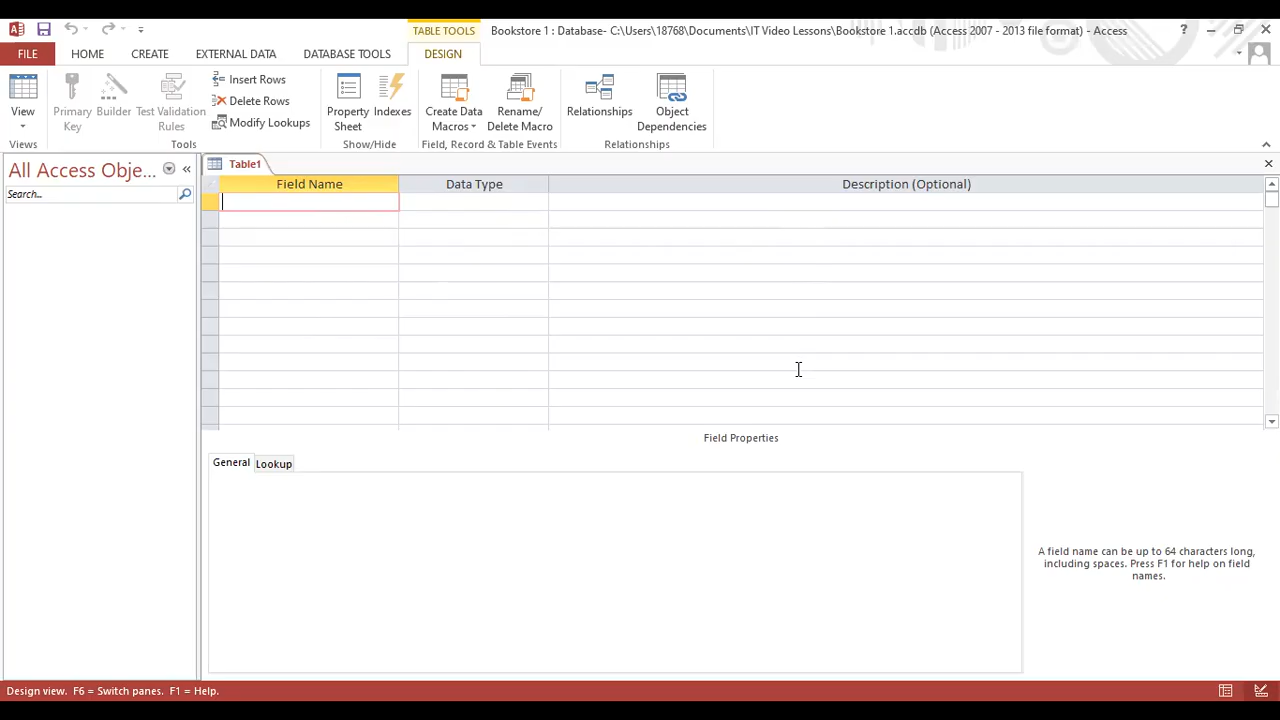 TABLE TOOLS
Bookstore 1 : Database- C:\Users\18768\Documents\IT Video Lessons\Bookstore 1.accdb (Access 2007 - 2013 file format) - Access
FILE HOME CREATE EXTERNAL DATA DATABASE TOOLS DESIGN
View
Primary Key
Builder
Test Validation Rules
Insert Rows
Delete Rows
Modify Lookups
Property Sheet
Indexes
Create Data Macros
Rename/ Delete Macro
Relationships
Object Dependencies
Views Tools Show/Hide Field, Record & Table Events Relationships
All Access Obje...
Search...
Table1
Field Name Data Type Description (Optional)
Field Properties
General Lookup
A field name can be up to 64 characters long,
including spaces. Press F1 for help on field
names.
Design view. F6 = Switch panes. F1 = Help.